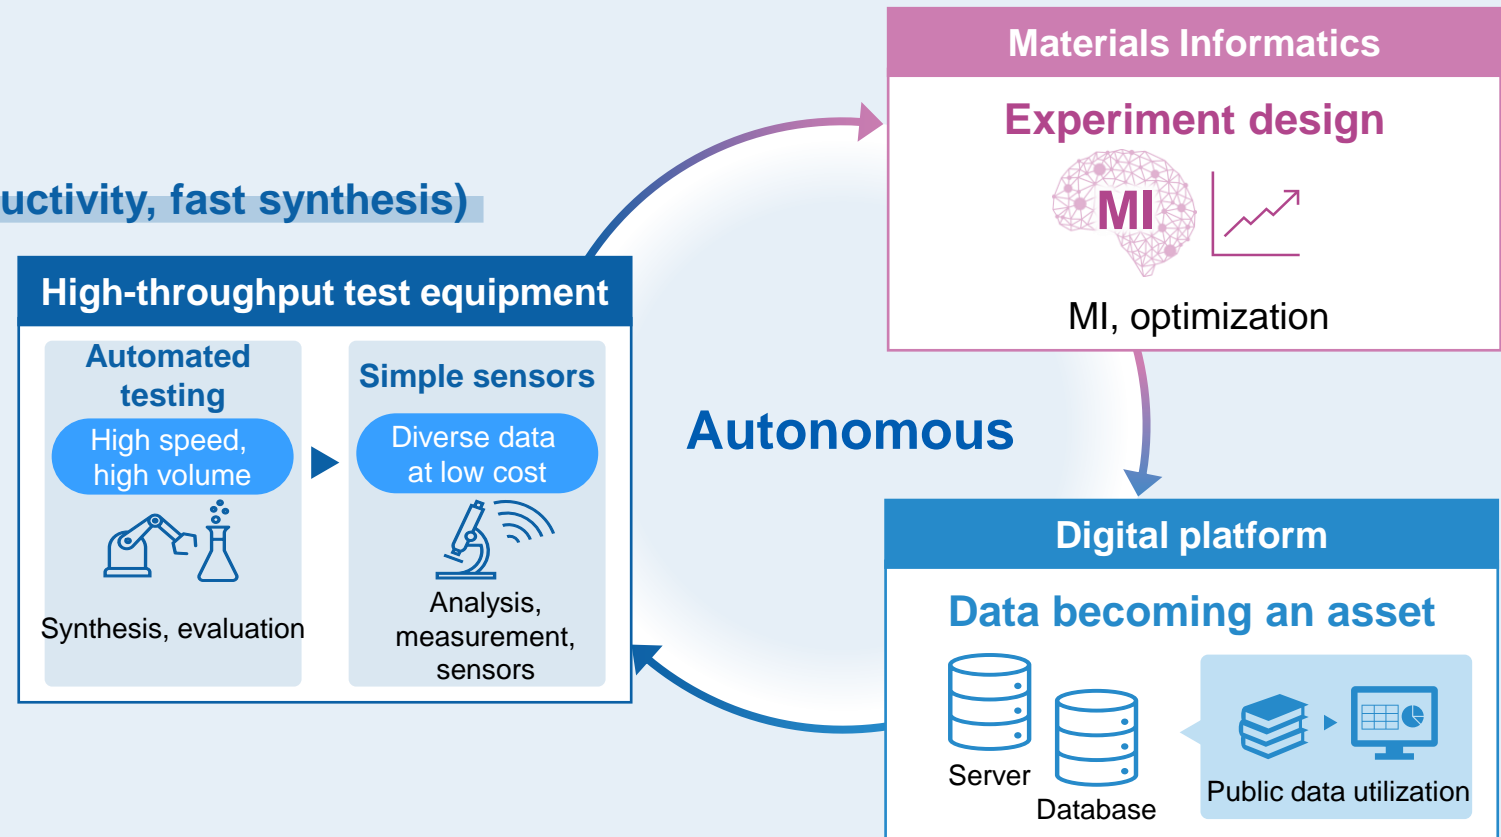 uctivity, fast synthesis)
High-throughput test equipment
Automated
testing
High speed,
high volume
Synthesis, evaluation
Simple sensors
Diverse data
at low cost
Analysis,
measurement,
sensors
Autonomous
Materials Informatics
Experiment design
MI
MI, optimization
Digital platform
Data becoming an asset
Server
Database
Public data utilization